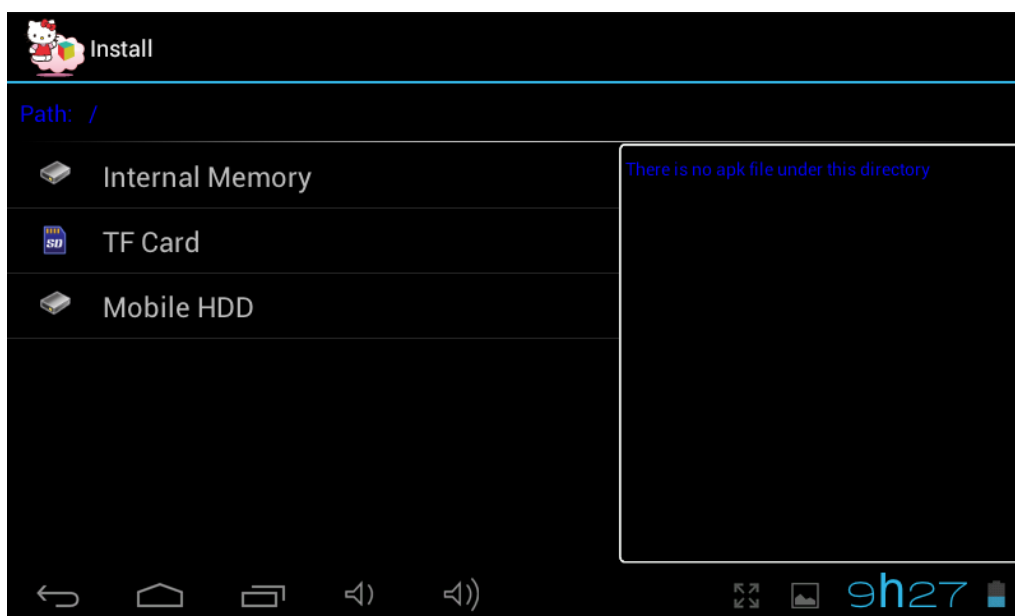 Install
Path: /
Internal Memory
There is no apk file under this directory
SD
TF Card
Mobile HDD
9h27